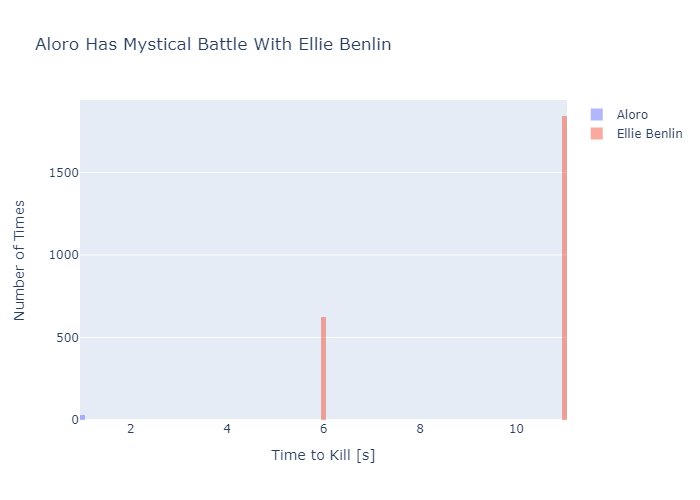 Aloro Has Mystical Battle With Ellie Benlin
Aloro
Ellie Benlin
1500
1000
500
0
Number of Times
2 4 6 8 10
Time to Kill [s]